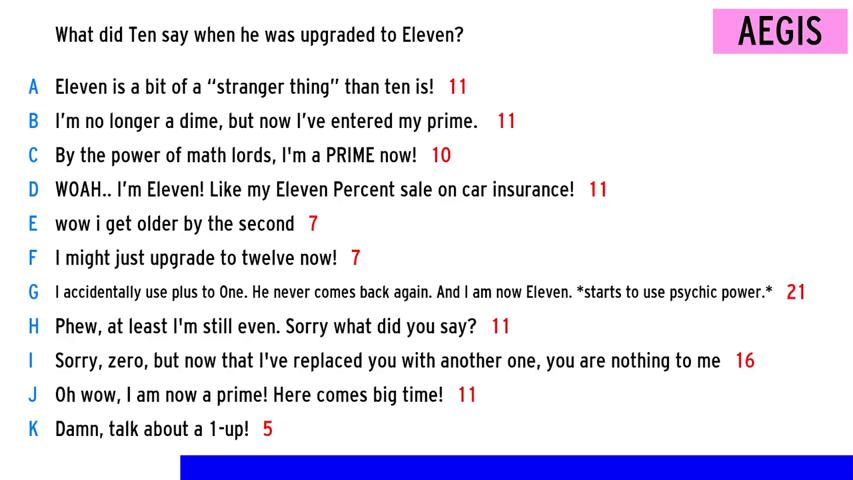 What did Ten say when he was upgraded to Eleven?
AEGIS
A Eleven is a bit of a “stranger thing” than ten is! 11
B I’m no longer a dime, but now I’ve entered my prime. 11
C By the power of math lords, I'm a PRIME now! 10
D WOAH.. I’m Eleven! Like my Eleven Percent sale on car insurance! 11
E wow i get older by the second 7
F I might just upgrade to twelve now! 7
G I accidentally use plus to One. He never comes back again. And I am now Eleven. *starts to use psychic power.* 21
H Phew, at least I'm still even. Sorry what did you say? 11
I Sorry, zero, but now that I've replaced you with another one, you are nothing to me 16
J Oh wow, I am now a prime! Here comes big time! 11
K Damn, talk about a 1-up! 5